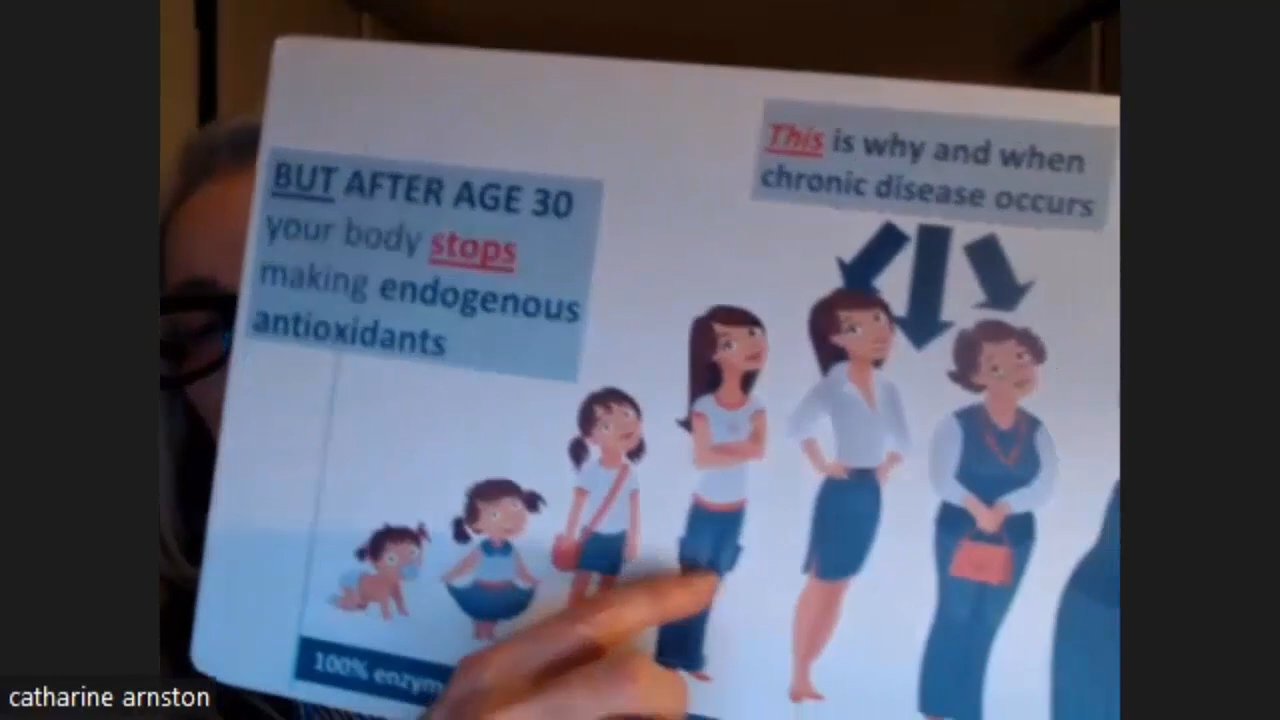 BUT AFTER AGE 30
your body stops
making endogenous
antioxidants
This is why and when
chronic disease occurs
100%
catharine arnston